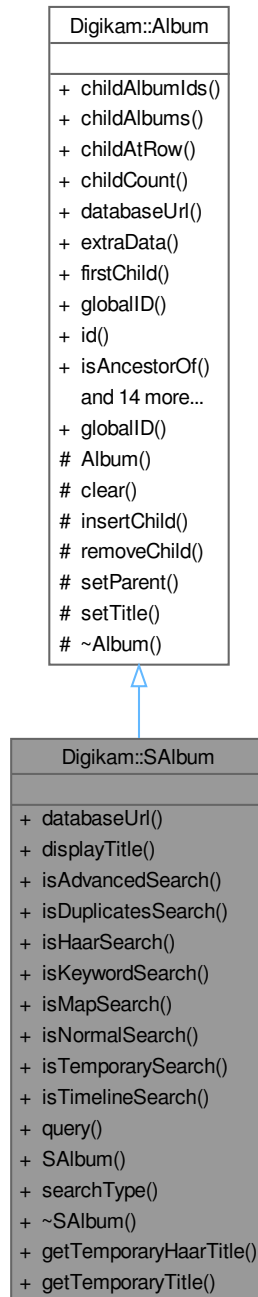 Digikam::Album
+ childAlbumIds()
+ childAlbums()
+ childAtRow()
+ childCount()
+ databaseUrl()
+ extraData()
+ firstChild()
+ globalID()
+ id()
+ isAncestorOf()
and 14 more...
+ globalID()
# Album()
# clear()
# insertChild()
# removeChild()
# setParent()
# setTitle()
# ~Album()
Digikam::SAlbum
+ databaseUrl()
+ displayTitle()
+ isAdvancedSearch()
+ isDuplicatesSearch()
+ isHaarSearch()
+ isKeywordSearch()
+ isMapSearch()
+ isNormalSearch()
+ isTemporarySearch()
+ isTimelineSearch()
+ query()
+ SAlbum()
+ searchType()
+ ~SAlbum()
+ getTemporaryHaarTitle()
+ getTemporaryTitle()